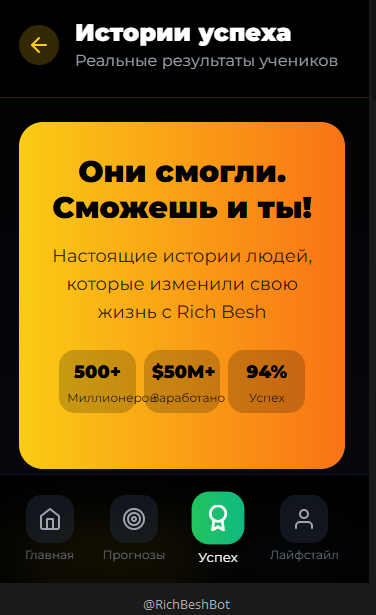 Истории успеха
Реальные результаты учеников
Они смогли.
Сможешь и ты!
Настоящие истории людей,
которые изменили свою
жизнь с Rich Besh
500+ $50M+ 94%
Миллионеров Заработано Успех
Главная Прогнозы Успех Лайфстайл
@RichBeshBot